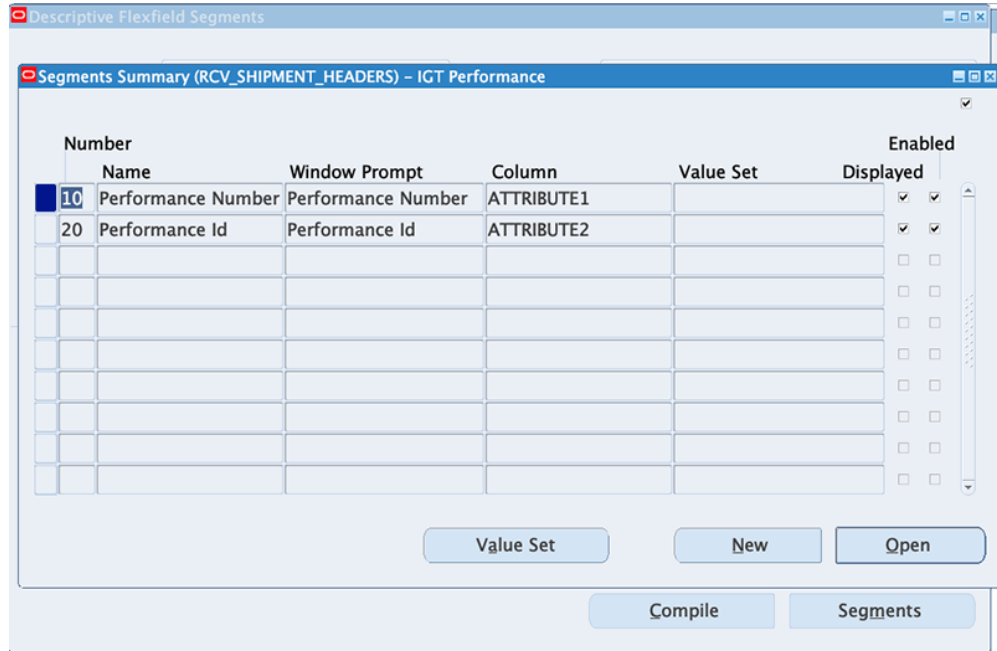 Descriptive Flexfield Segments
Segments Summary (RCV_SHIPMENT_HEADERS) – IGT Performance
Number Enabled
Name Window Prompt Column Value Set Displayed
10 Performance Number Performance Number ATTRIBUTE1
20 Performance Id Performance Id ATTRIBUTE2
Value Set New Open
Compile Segments